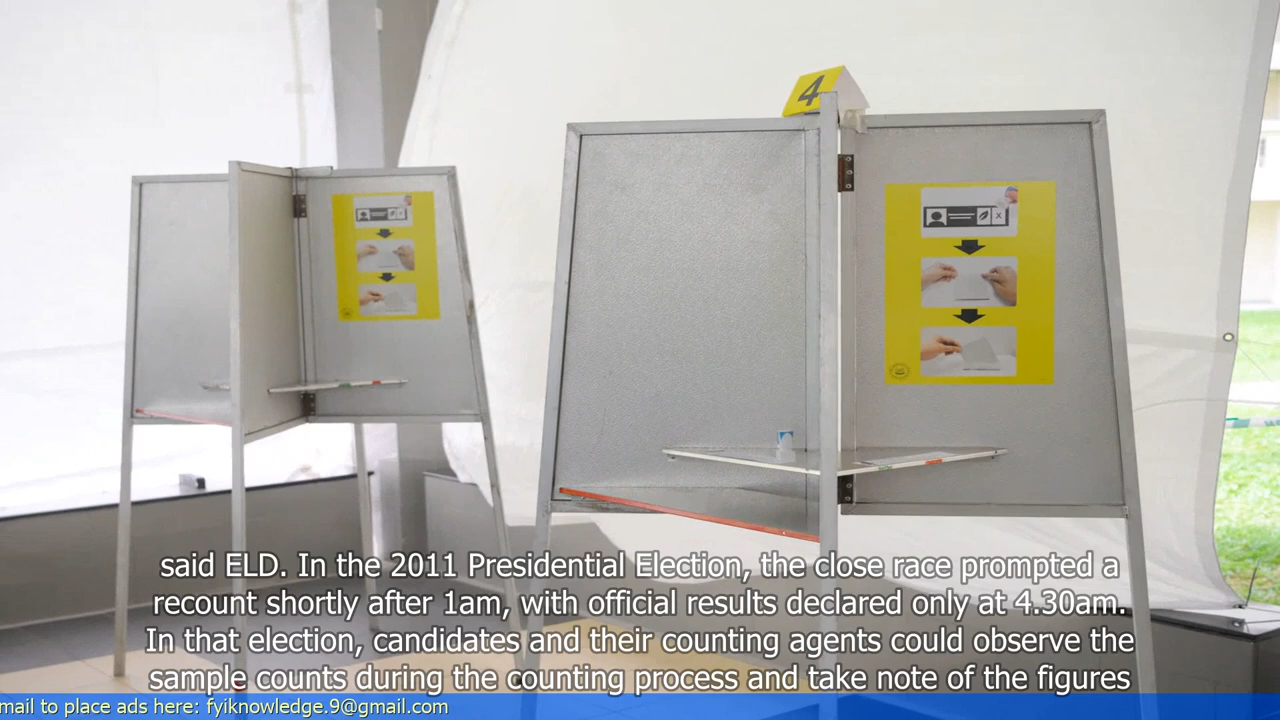 4
X
said ELD. In the 2011 Presidential Election, the close race prompted a
recount shortly after 1am, with official results declared only at 4.30am.
In that election, candidates and their counting agents could observe the
sample counts during the counting process and take note of the figures
mail to place ads here: fyiknowledge.9@gmail.com